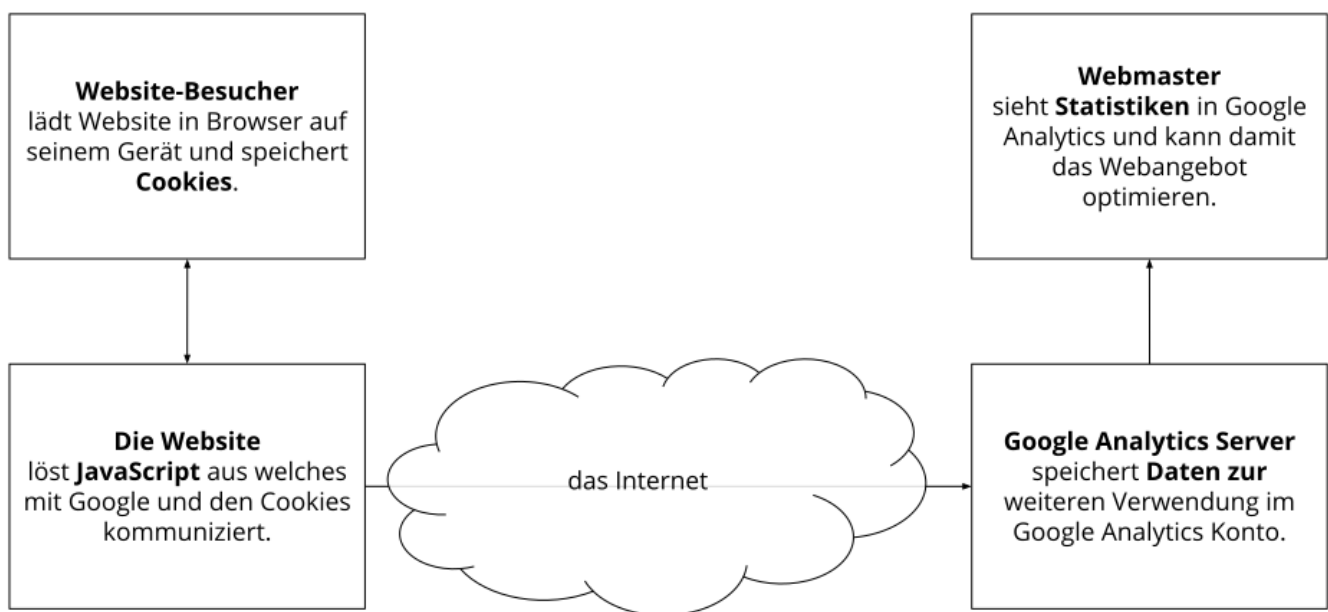 Website-Besucher
lädt Website in Browser auf
seinem Gerät und speichert
Cookies.
Webmaster
sieht Statistiken in Google
Analytics und kann damit
das Webangebot
optimieren.
Die Website
löst JavaScript aus welches
mit Google und den Cookies
kommuniziert.
das Internet
Google Analytics Server
speichert Daten zur
weiteren Verwendung im
Google Analytics Konto.